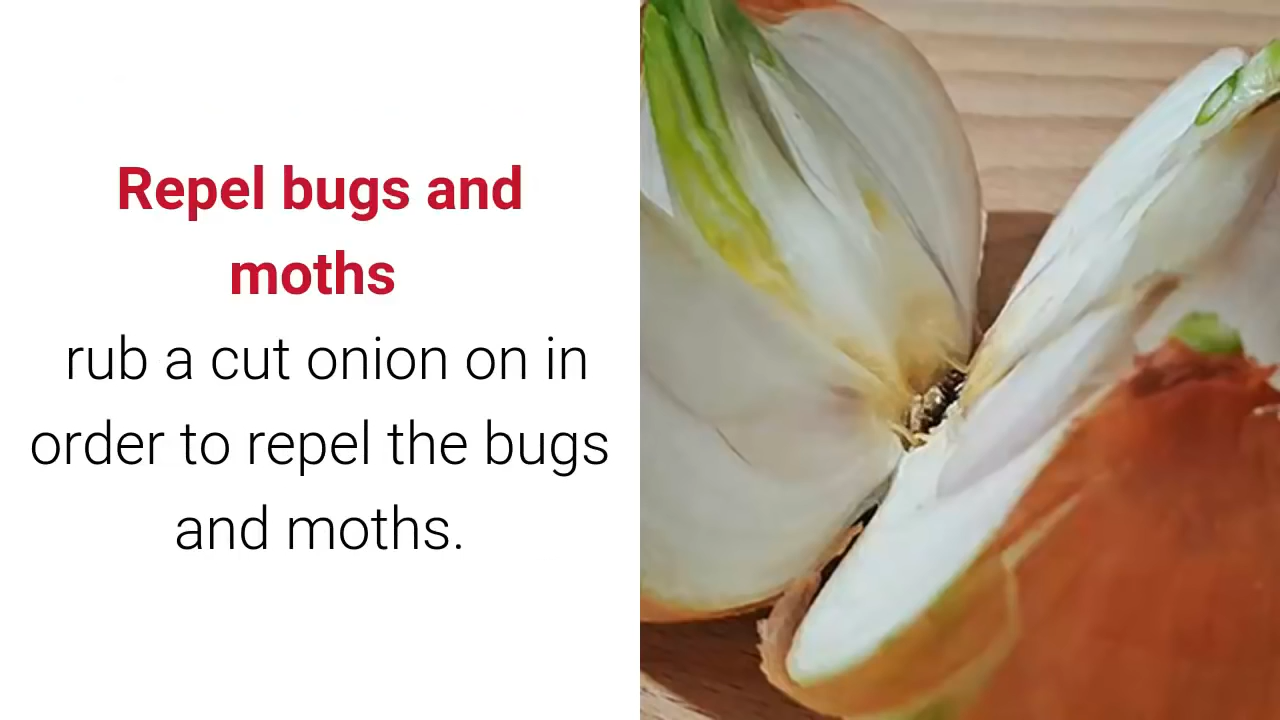 Repel bugs and
moths
rub a cut onion on in
order to repel the bugs
and moths.